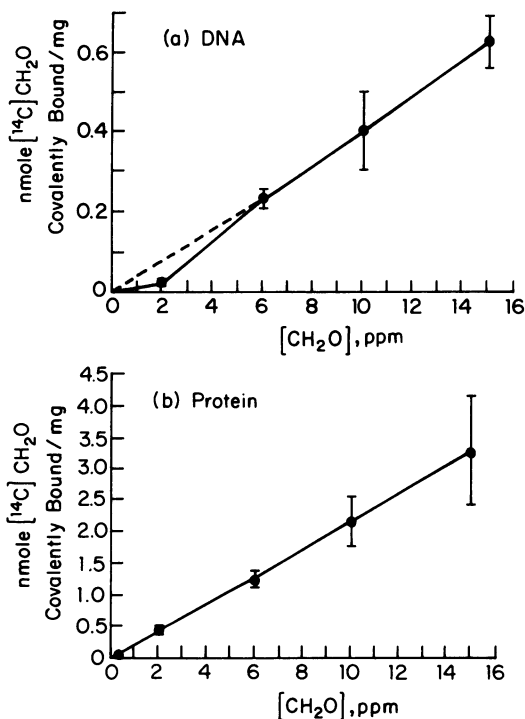 (a) DNA
nmole [¹⁴C] CH₂O
Covalently Bound/mg
0.6
0.4
0.2
0
0 2 4 6 8 10 12 14 16
[CH₂O], ppm
(b) Protein
nmole [¹⁴C] CH₂O
Covalently Bound/mg
4.5
4.0
3.5
3.0
2.5
2.0
1.5
1.0
0.5
0
0 2 4 6 8 10 12 14 16
[CH₂O], ppm